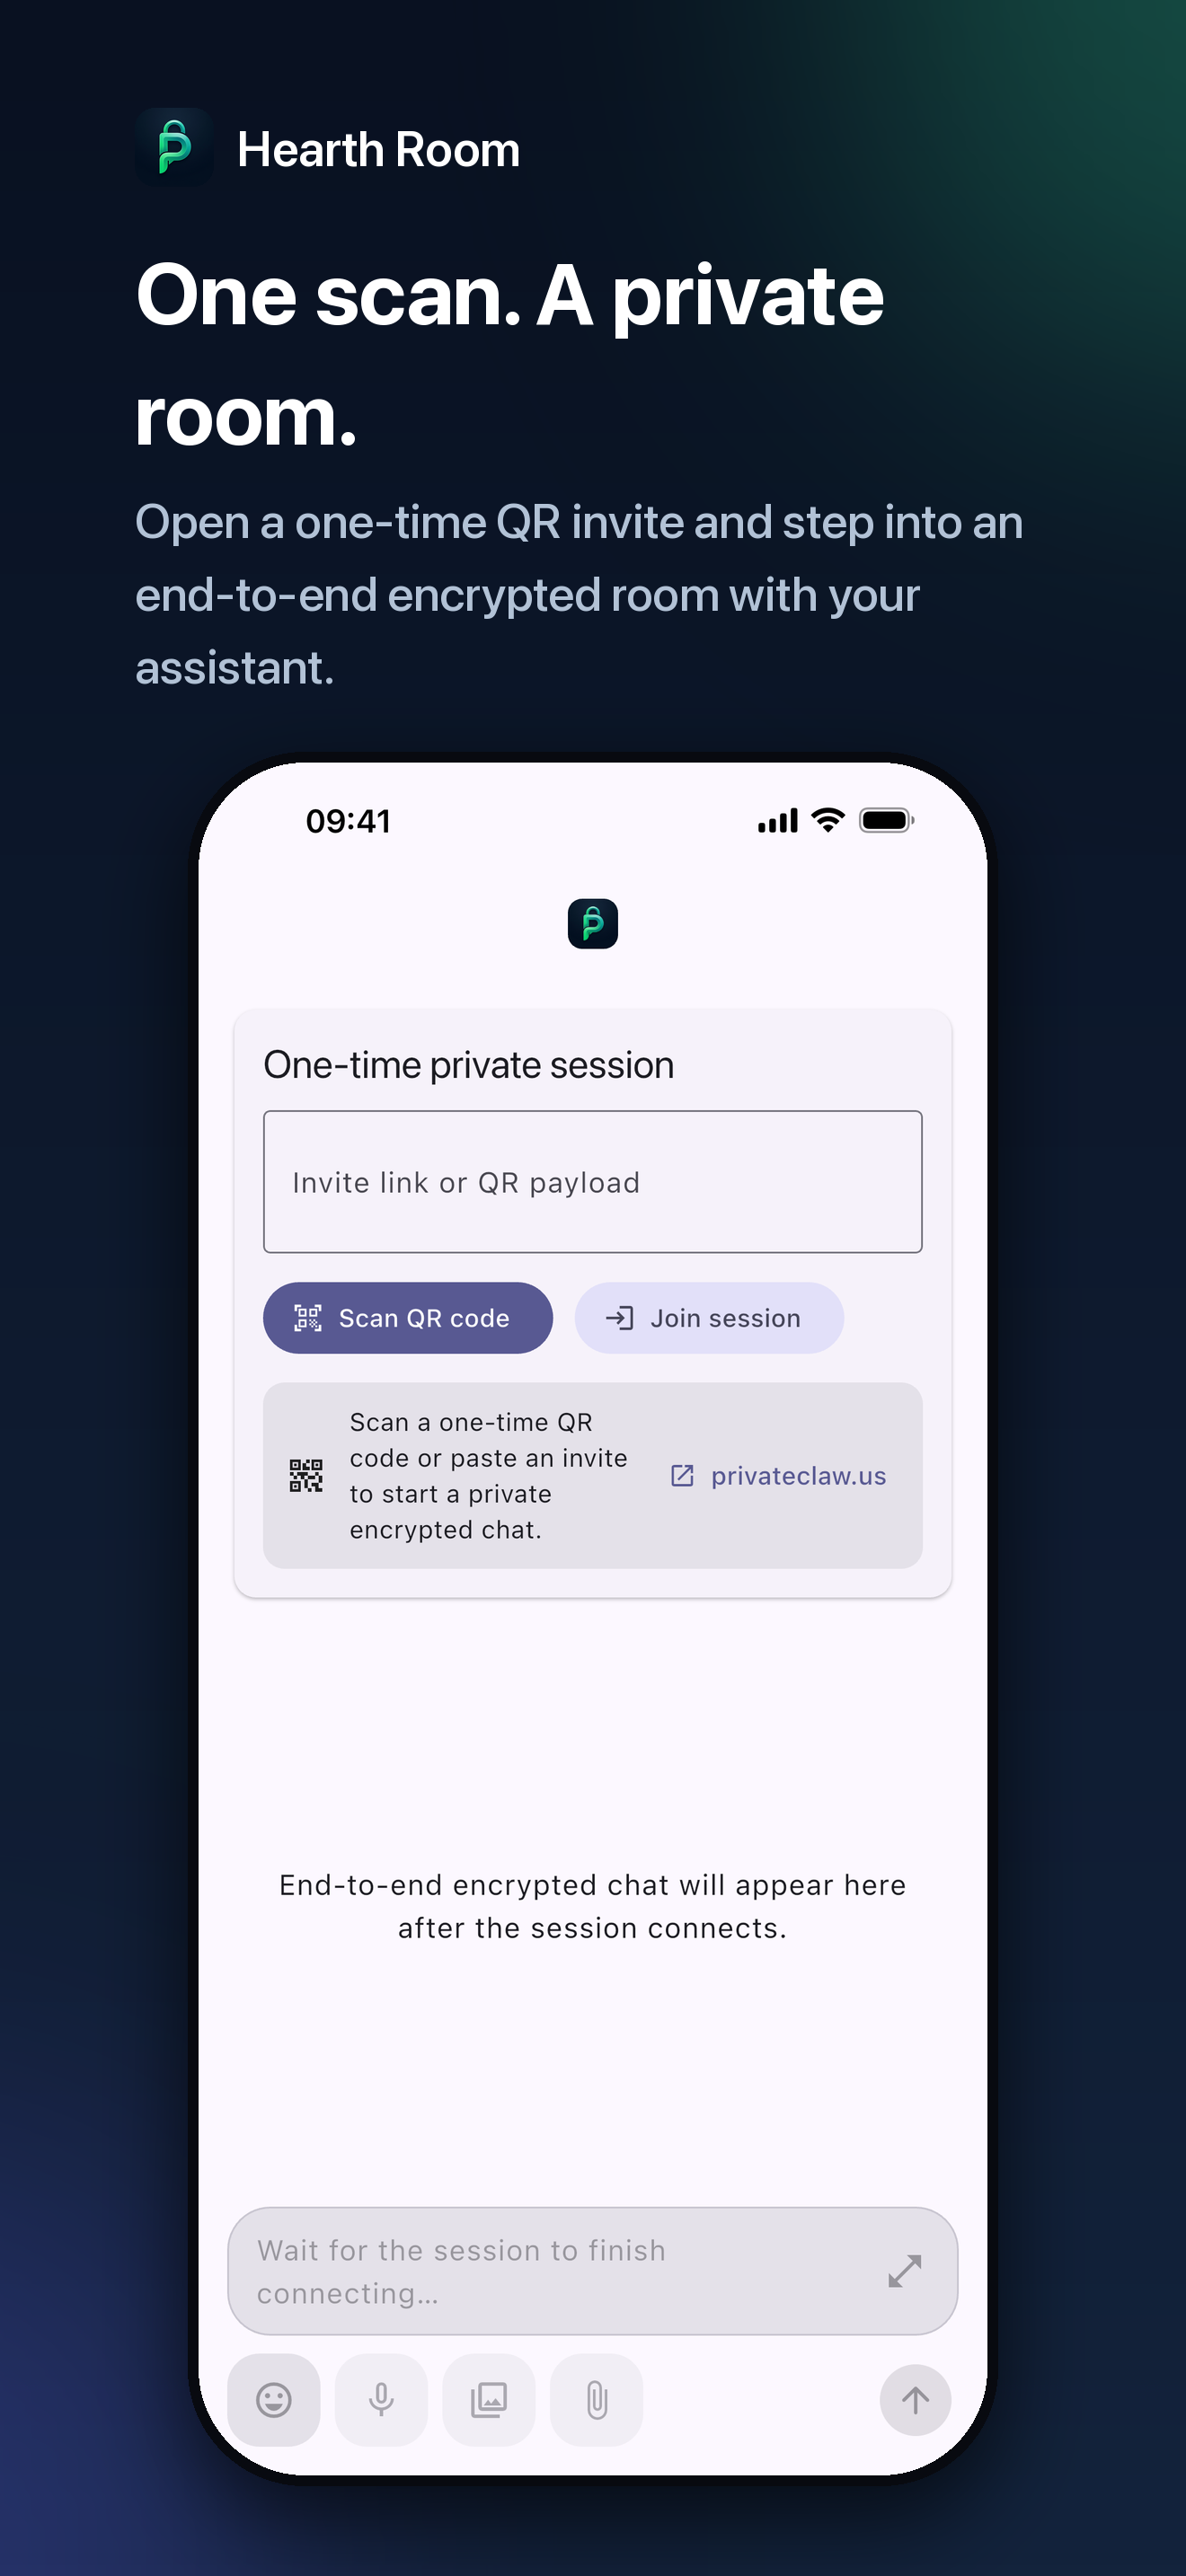 Hearth Room
One scan. A private
room.
Open a one-time QR invite and step into an
end-to-end encrypted room with your
assistant.
09:41
One-time private session
Invite link or QR payload
Scan QR code
Join session
Scan a one-time QR
code or paste an invite
to start a private
encrypted chat.
privateclaw.us
End-to-end encrypted chat will appear here
after the session connects.
Wait for the session to finish
connecting...